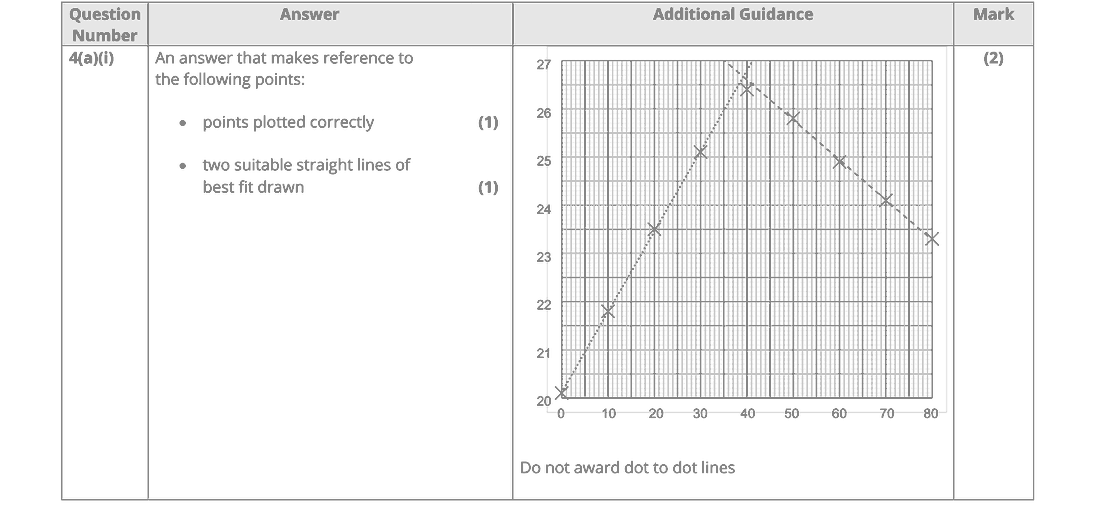 Question Number
Answer
Additional Guidance
Mark
4(a)(i)
An answer that makes reference to
the following points:
• points plotted correctly (1)
• two suitable straight lines of
best fit drawn (1)
27
26
25
24
23
22
21
20
0 10 20 30 40 50 60 70 80
Do not award dot to dot lines
(2)